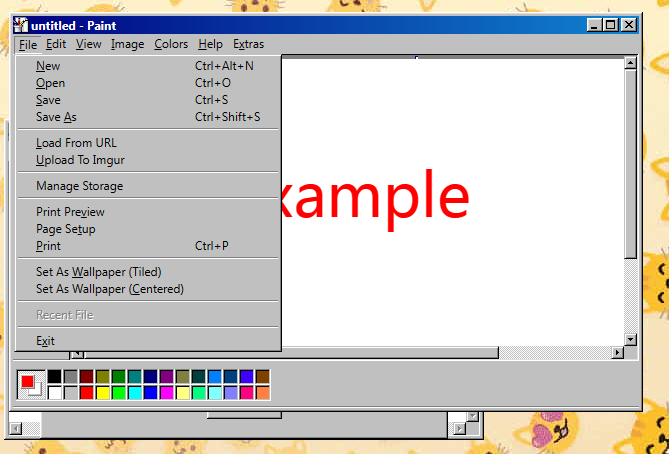 untitled - Paint
File Edit View Image Colors Help Extras
New Ctrl+Alt+N
Open Ctrl+O
Save Ctrl+S
Save As Ctrl+Shift+S
Load From URL
Upload To Imgur
Manage Storage
Print Preview
Page Setup
Print Ctrl+P
Set As Wallpaper (Tiled)
Set As Wallpaper (Centered)
Recent File
Exit
xample